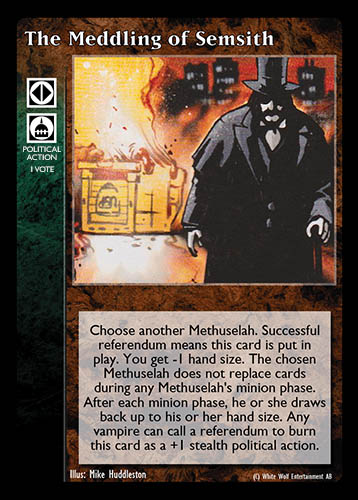 The Meddling of Semsith
POLITICAL
ACTION
1 VOTE
Choose another Methuselah. Successful
referendum means this card is put in
play. You get -1 hand size. The chosen
Methuselah does not replace cards
during any Methuselah's minion phase.
After each minion phase, he or she draws
back up to his or her hand size. Any
vampire can call a referendum to burn
this card as a +1 stealth political action.
Illus: Mike Huddleston
(C) White Wolf Entertainment AB